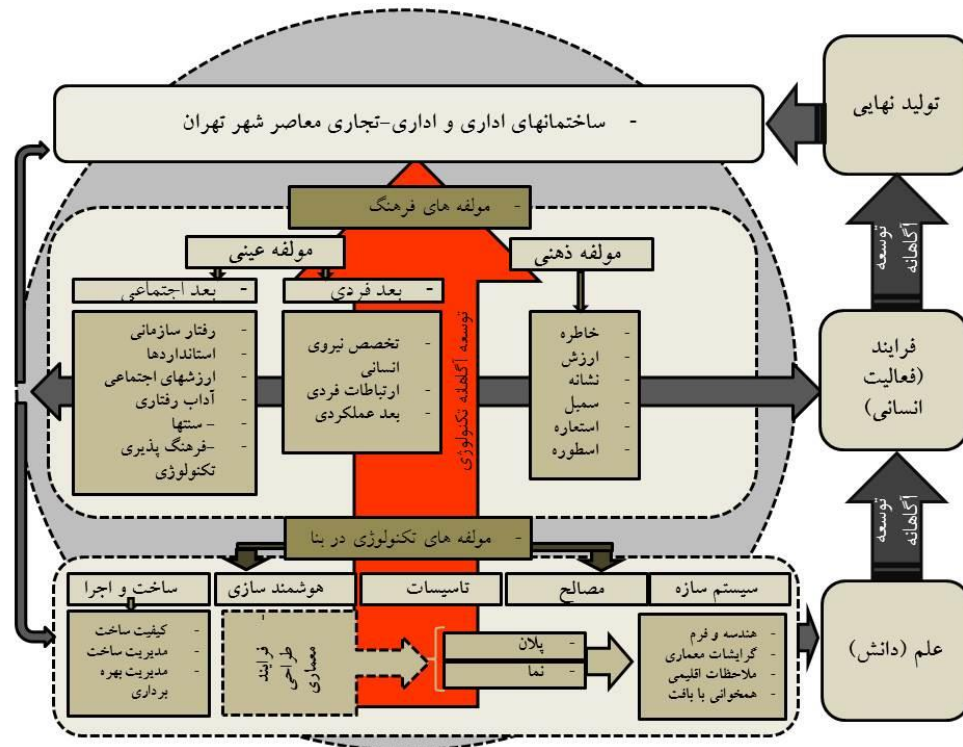 تولید نهایی
- ساختمانهای اداری و اداری-تجاری معاصر شهر تهران
- مولفه های فرهنگ
مولفه ذهنی
مولفه عینی
- بعد فردی
- بعد اجتماعی
- خاطره
- ارزش
- نشانه
- سمبل
- استعاره
- اسطوره
- تخصص نیروی
انسانی
- ارتباطات فردی
- بعد عملکردی
- رفتار سازمانی
- استانداردها
- ارزشهای اجتماعی
- آداب رفتاری
- – سنتها
- –فرهنگ پذیری
تکنولوژی
توسعه آگاهانه تکنولوژی
توسعه
آگاهانه
فرایند
(فعالیت
انسانی)
توسعه
آگاهانه
علم (دانش)
- مولفه های تکنولوژی در بنا
سیستم سازه
مصالح
تاسیسات
هوشمند سازی
ساخت و اجرا
- هندسه و فرم
- گرایشات معماری
- ملاحظات اقلیمی
- همخوانی با بافت
- پلان
- نما
- فرایند
طراحی
معماری
- کیفیت ساخت
- مدیریت ساخت
- مدیریت بهره
برداری